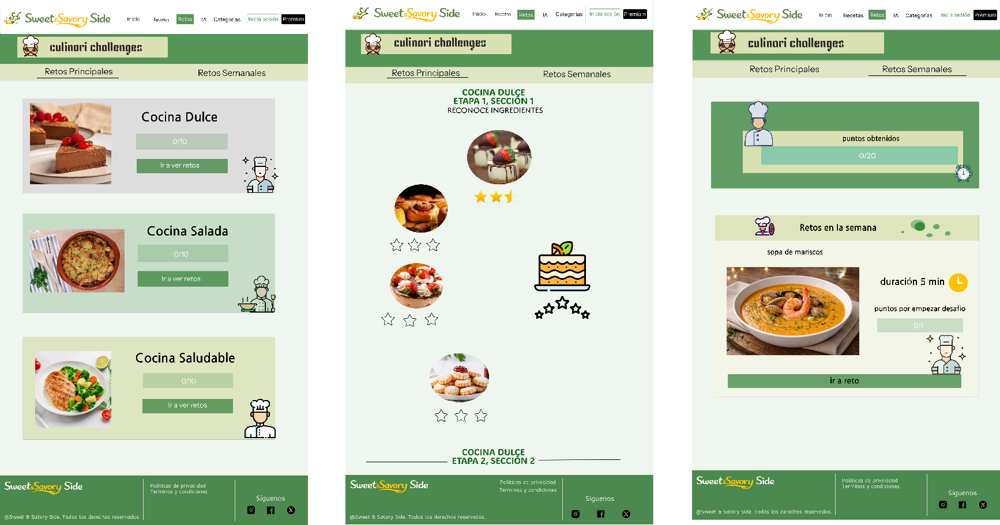 Sweet&Savory Side
Inicio
Recetas
Retos
IA
Categorias
Inicia sesión
Premium
culinari challenges
Retos Principales
Retos Semanales
Cocina Dulce
0/10
Ir a ver retos
Cocina Salada
0/10
Ir a ver retos
Cocina Saludable
0/10
Ir a ver retos
Sweet&Savory Side
Politicas de privacidad
Terminos y condiciones
Síguenos
@Sweet & Satory Side. Todos los derechos reservados.
Sweet&Savory Side
Inicio
Recetas
Retos
IA
Categorias
Inicia sesión
Premium
culinari challenges
Retos Principales
Retos Semanales
COCINA DULCE
ETAPA 1, SECCIÓN 1
RECONOCE INGREDIENTES
COCINA DULCE
ETAPA 2, SECCIÓN 2
Sweet&Savory Side
Politicas de privacidad
Terminos y condiciones
Síguenos
@Sweet & Satory Side. Todos los derechos reservados.
Sweet&Savory Side
Inicio
Recetas
Retos
IA
Categorias
Inicia sesión
Premium
culinari challenges
Retos Principales
Retos Semanales
puntos obtenidos
0/20
Retos en la semana
sopa de mariscos
duración 5 min
puntos por empezar desafio
0/1
ir a reto
Sweet&Savory Side
Politicas de privacidad
Terminos y condiciones
Síguenos
@Sweet & Satory Side. Todos los derechos reservados.